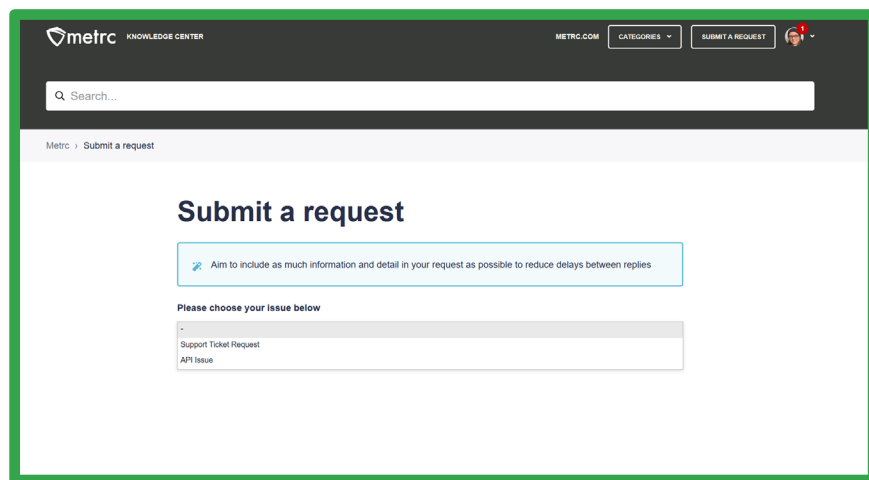 metrc KNOWLEDGE CENTER METRC.COM CATEGORIES SUBMIT A REQUEST 1
Search...
Metrc › Submit a request
Submit a request
Aim to include as much information and detail in your request as possible to reduce delays between replies
Please choose your issue below
-
Support Ticket Request
API Issue